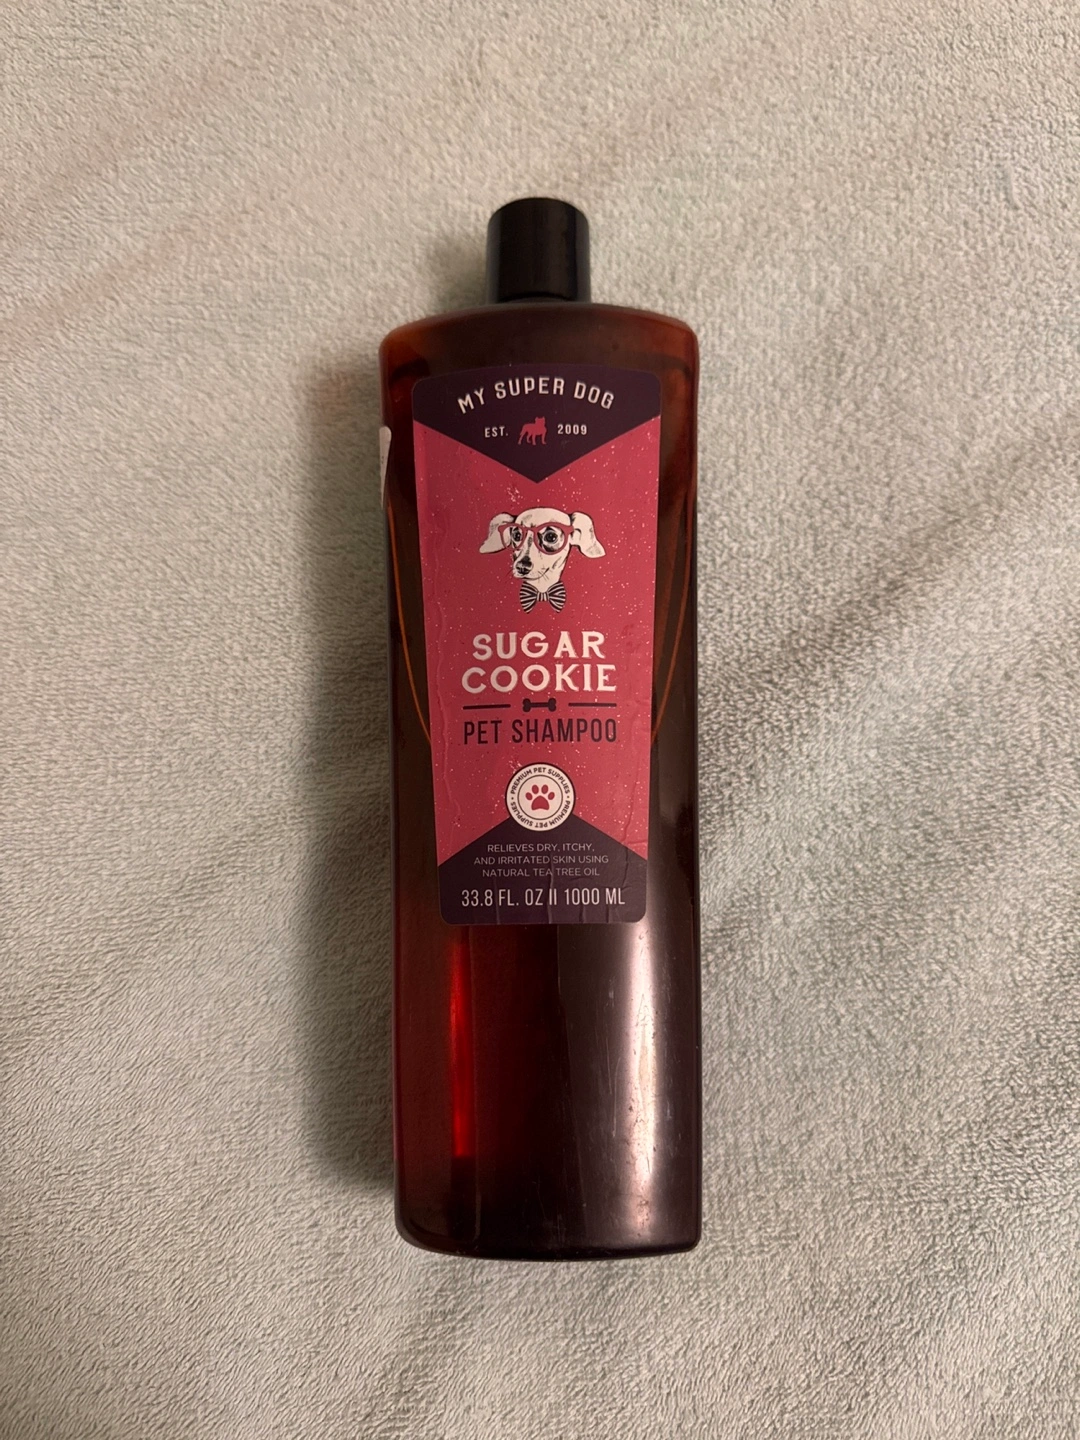 MY SUPER DOG
EST. 2009
SUGAR
COOKIE
PET SHAMPOO
PREMIUM PET SUPPLIES • PREMIUM PET SUPPLIES •
RELIEVES DRY, ITCHY,
AND IRRITATED SKIN USING
NATURAL TEA TREE OIL
33.8 FL. OZ II 1000 ML